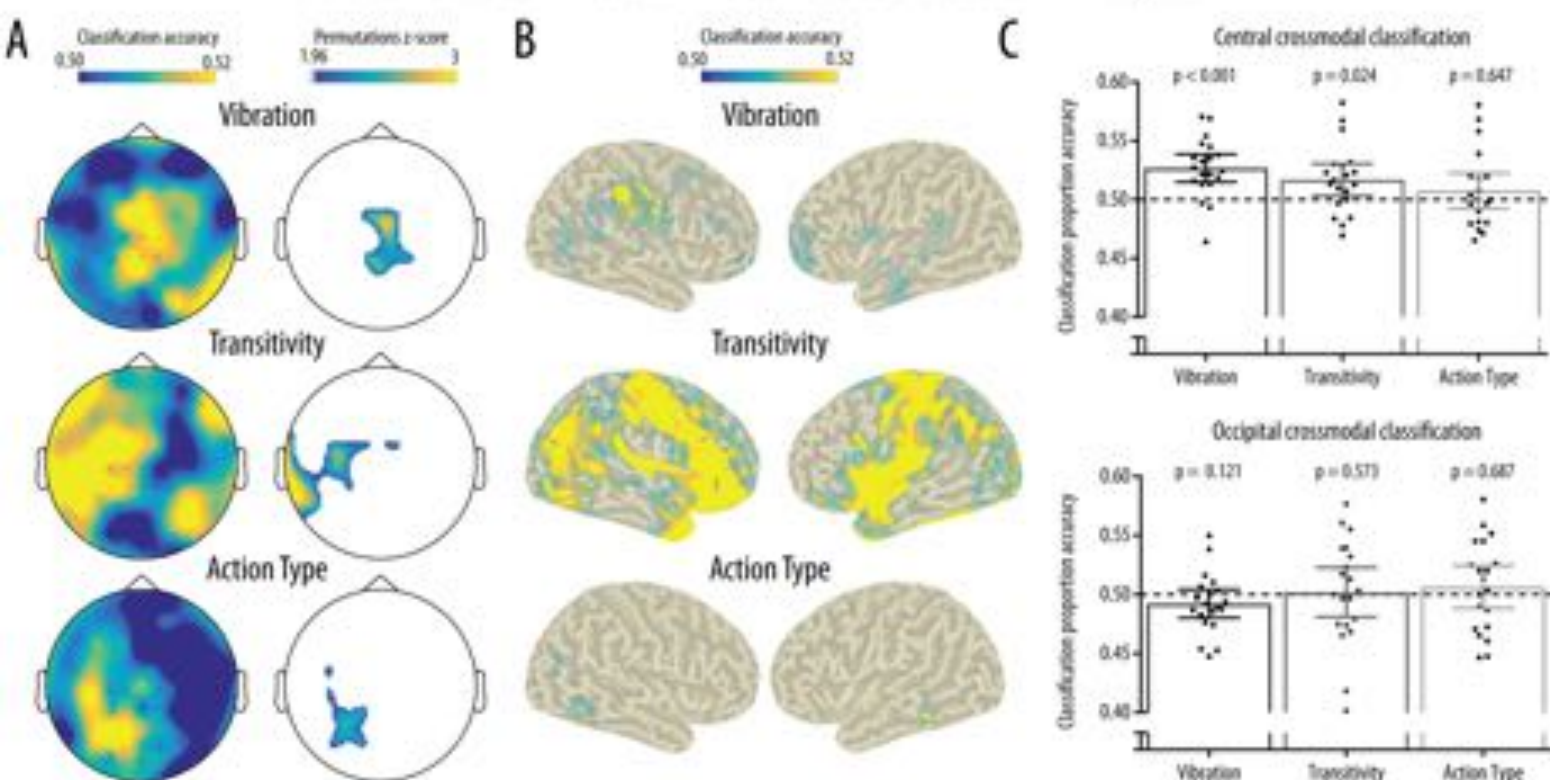 A
Classification accuracy
0.50
0.52
Permutations z-score
1.96
3
Vibration
Transitivity
Action Type
B
Classification accuracy
0.50
0.52
Vibration
Transitivity
Action Type
C
Central crossmodal classification
p < 0.001
p = 0.024
p = 0.647
Classification proportion accuracy
0.60
0.55
0.50
0.45
0.40
Vibration
Transitivity
Action Type
Occipital crossmodal classification
p = 0.121
p = 0.573
p = 0.687
Classification proportion accuracy
0.60
0.55
0.50
0.45
0.40
Vibration
Transitivity
Action Type